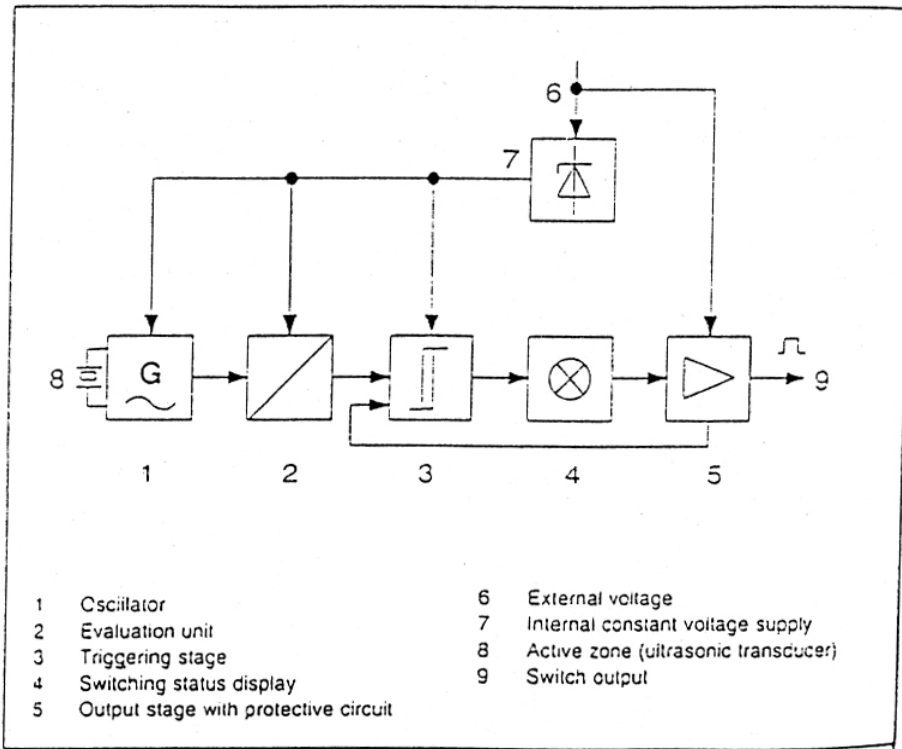 6
7
G
8
9
1
2
3
4
5
1 Oscillator
2 Evaluation unit
3 Triggering stage
4 Switching status display
5 Output stage with protective circuit
6 External voltage
7 Internal constant voltage supply
8 Active zone (ultrasonic transducer)
9 Switch output